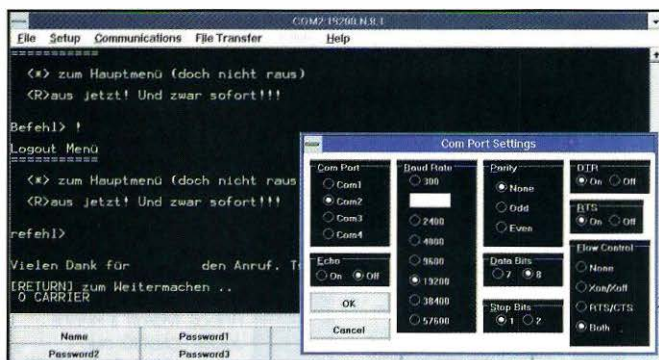 COM2:19200,N,8,1
File Setup Communications File Transfer Help
===========
<*> zum Hauptmenü (doch nicht raus)
<R>aus jetzt! Und zwar sofort!!!
Befehl> !
Logout Menü
===========
<*> zum Hauptmenü (doch nicht raus
<R>aus jetzt! Und zwar sofort!!!
refehl>
Vielen Dank für den Anruf.
[RETURN] zum Weitermachen ..
O CARRIER
Name Password1
Password2 Password3
Com Port Settings
Com Port
Com1
Com2
Com3
Com4
Echo
On Off
OK
Cancel
Baud Rate
300
2400
4800
9600
19200
38400
57600
Parity
None
Odd
Even
Data Bits
7 8
Stop Bits
1 2
DTR
On Off
RTS
On Off
Flow Control
None
Xon/Xoff
RTS/CTS
Both